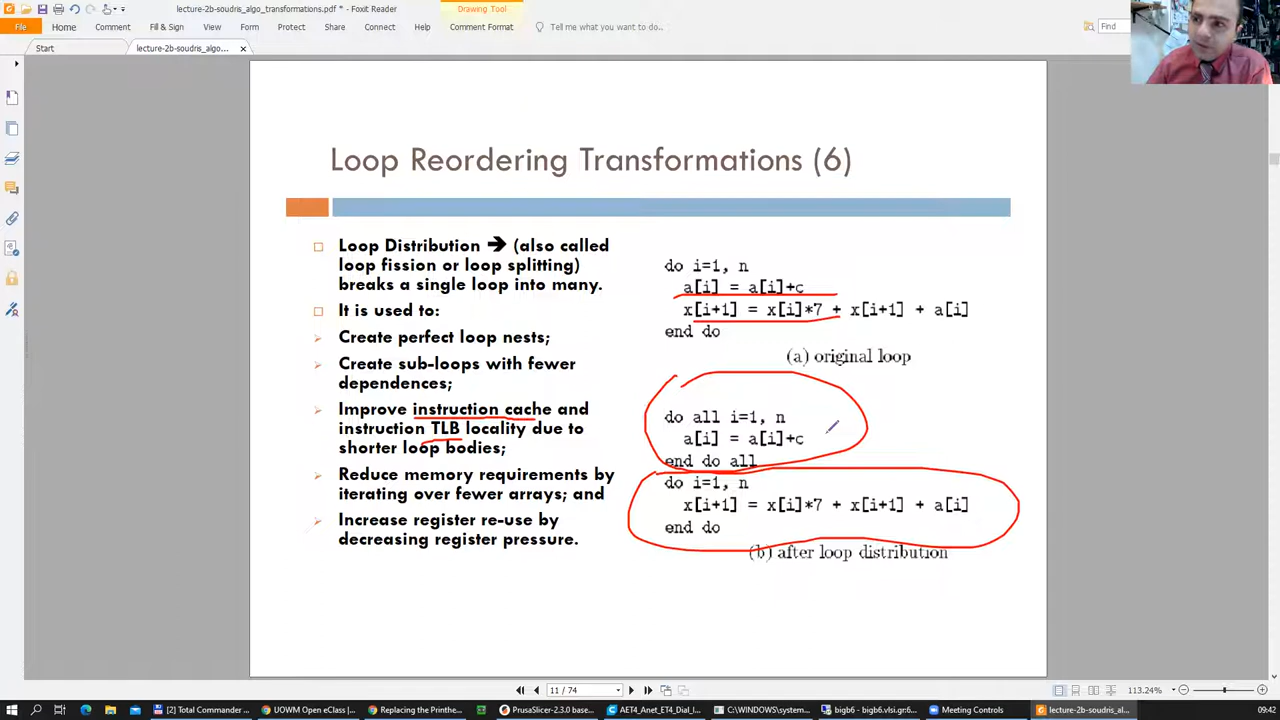 lecture-2b-soudris_algo_transformations.pdf * - Foxit Reader
Drawing Tool
File Home Comment Fill & Sign View Form Protect Share Connect Help Comment Format Tell me what you want to do... Find
Start lecture-2b-soudris_algo... ×
Loop Reordering Transformations (6)
Loop Distribution ➔ (also called
loop fission or loop splitting)
breaks a single loop into many.
It is used to:
Create perfect loop nests;
Create sub-loops with fewer
dependences;
Improve instruction cache and
instruction TLB locality due to
shorter loop bodies;
Reduce memory requirements by
iterating over fewer arrays; and
Increase register re-use by
decreasing register pressure.
do i=1, n
a[i] = a[i]+c
x[i+1] = x[i]*7 + x[i+1] + a[i]
end do
(a) original loop
do all i=1, n
a[i] = a[i]+c
end do all
do i=1, n
x[i+1] = x[i]*7 + x[i+1] + a[i]
end do
(b) after loop distribution
11 / 74
113.24%
[Total Commander ... UOWM Open eClass |... Replacing the Printhe... PrusaSlicer-2.3.0 base... AET4_Anet_ET4_Dial_I... C:\WINDOWS\system... bigb6 - bigb6.vlsi.gr:6... Meeting Controls lecture-2b-soudris_al... 09:42